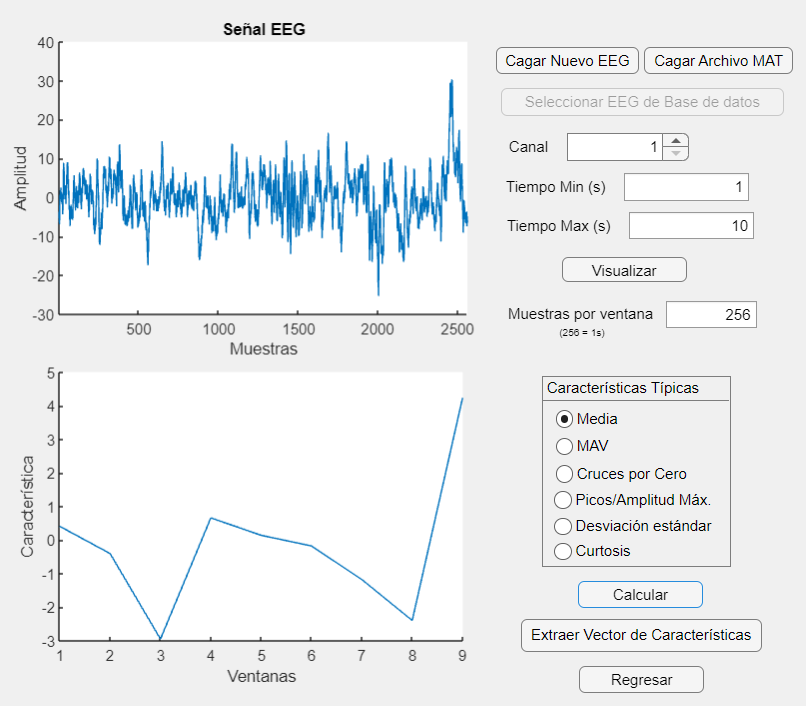 Señal EEG
40
30
20
10
0
-10
-20
-30
Amplitud
500
1000
1500
2000
2500
Muestras
5
4
3
2
1
0
-1
-2
-3
Característica
1
2
3
4
5
6
7
8
9
Ventanas
Cagar Nuevo EEG
Cagar Archivo MAT
Seleccionar EEG de Base de datos
Canal 1
Tiempo Min (s) 1
Tiempo Max (s) 10
Visualizar
Muestras por ventana 256
(256 = 1s)
Características Típicas
Media
MAV
Cruces por Cero
Picos/Amplitud Máx.
Desviación estándar
Curtosis
Calcular
Extraer Vector de Características
Regresar